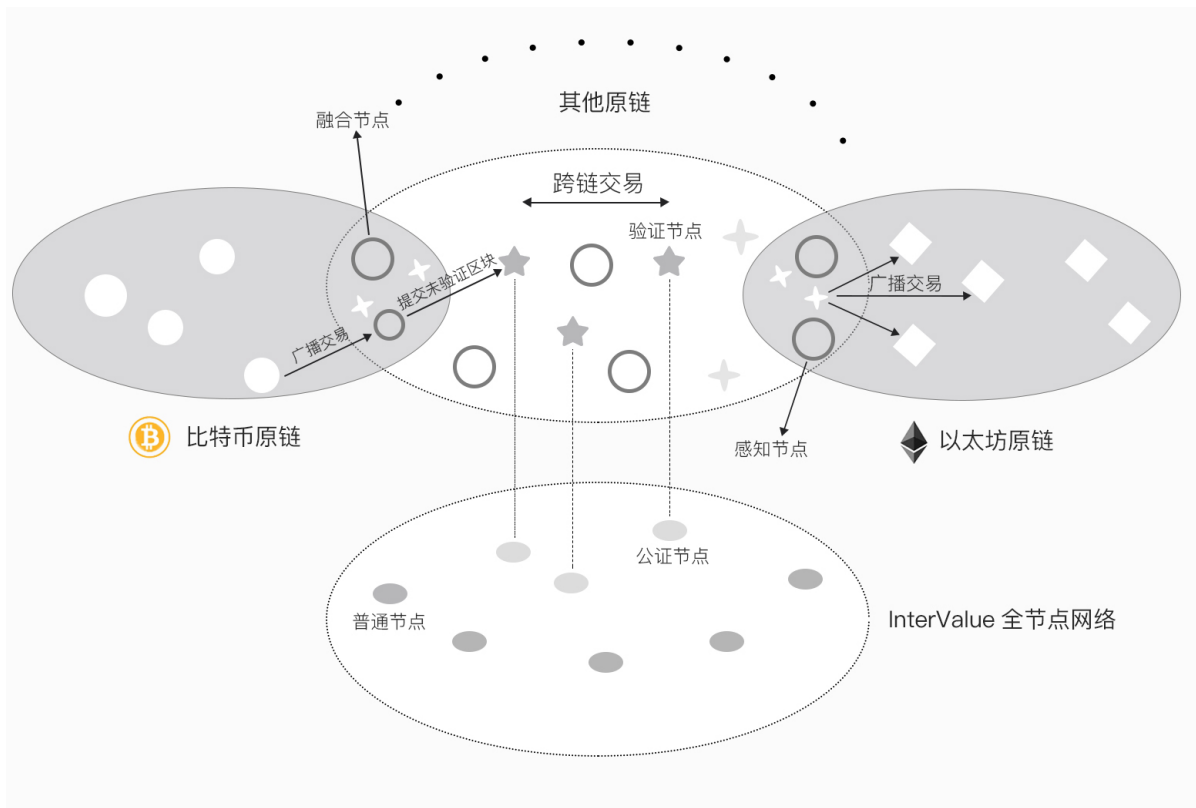 其他原链
融合节点
跨链交易
验证节点
提交未验证区块
广播交易
广播交易
比特币原链
感知节点
以太坊原链
公证节点
普通节点
InterValue 全节点网络